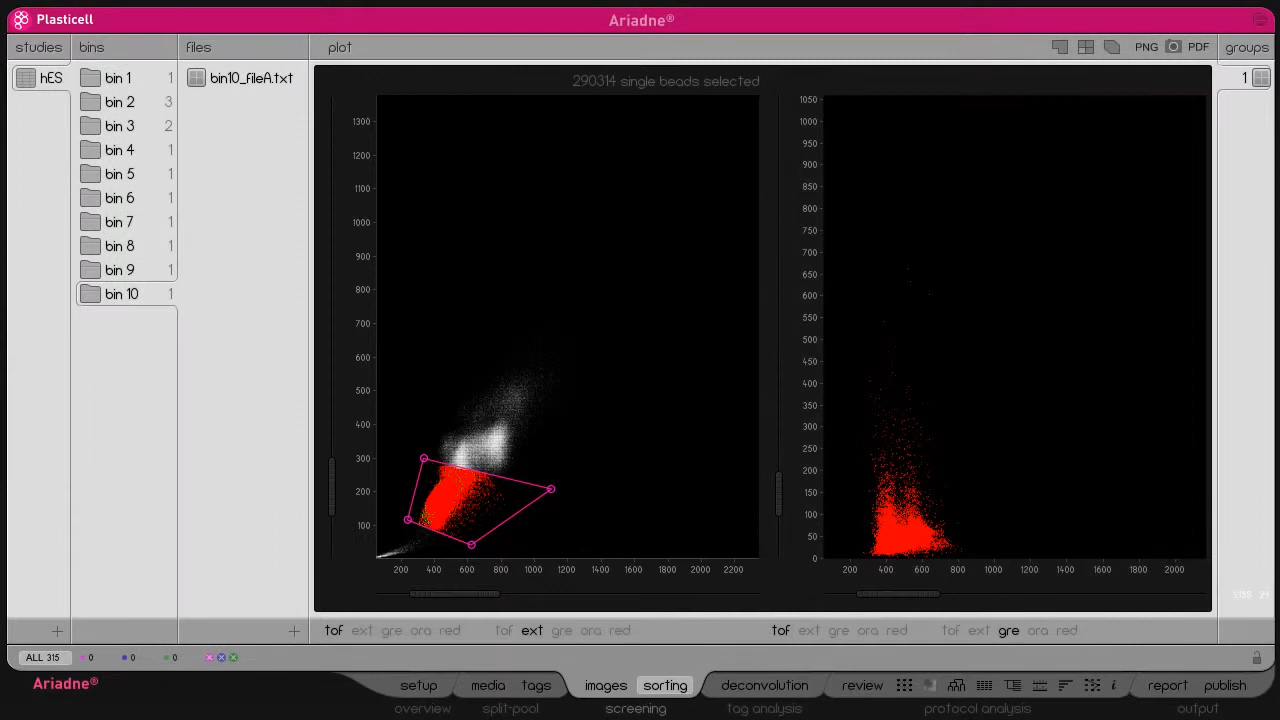 Plasticell
Ariadne®
studies bins files plot PNG PDF groups
hES bin 1 1 bin10_fileA.txt 1
bin 2 3
bin 3 2
bin 4 1
bin 5 1
bin 6 1
bin 7 1
bin 8 1
bin 9 1
bin 10 1
290314 single beads selected
1300
1200
1100
1000
900
800
700
600
500
400
300
200
100
200 400 600 800 1000 1200 1400 1600 1800 2000 2200
1050
1000
950
900
850
800
750
700
650
600
550
500
450
400
350
300
250
200
150
100
50
0
200 400 600 800 1000 1200 1400 1600 1800 2000
+ + tof ext gre ora red tof ext gre ora red tof ext gre ora red tof ext gre ora red
ALL 315 0 0 0
Ariadne® setup media tags images sorting deconvolution review i report publish
overview split-pool screening tag analysis protocol analysis output